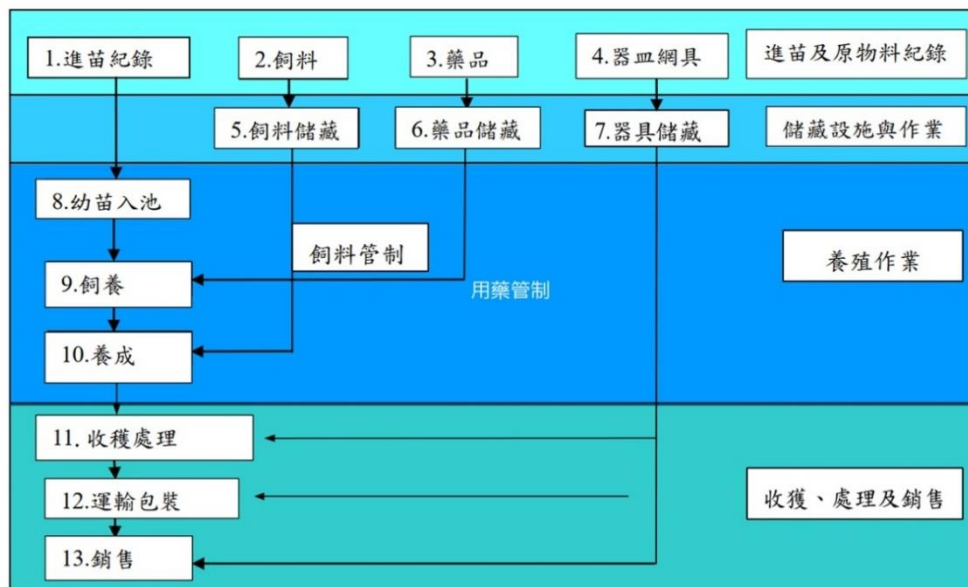 1.進苗紀錄
2.飼料
3.藥品
4.器皿網具
進苗及原物料紀錄
5.飼料儲藏
6.藥品儲藏
7.器具儲藏
儲藏設施與作業
8.幼苗入池
飼料管制
養殖作業
9.飼養
用藥管制
10.養成
11. 收穫處理
12.運輸包裝
收獲、處理及銷售
13.銷售